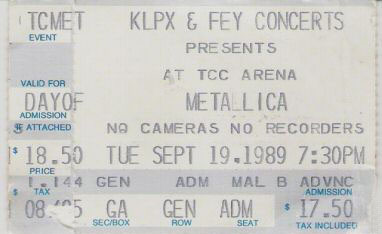 TCMET KLPX & FEY CONCERTS
EVENT PRESENTS
AT TCC ARENA
VALID FOR
DAYOF METALLICA
ADMISSION
IF ATTACHED NO CAMERAS NO RECORDERS
$ 18.50 TUE SEPT 19.1989 7:30PM
PRICE
1.144 GEN ADM MAL B ADVNC
$ TAX ADMISSION
GA GEN ADM $ 17.50
SEC/BOX ROW SEAT TAX INCLUDED